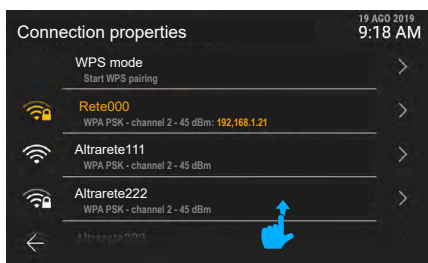 19 AGO 2019
Connection properties
9:18 AM
WPS mode
Start WPS pairing
Rete000
WPA PSK - channel 2 - 45 dBm: 192,168.1.21
Altrarete111
WPA PSK - channel 2 - 45 dBm
Altrarete222
WPA PSK - channel 2 - 45 dBm